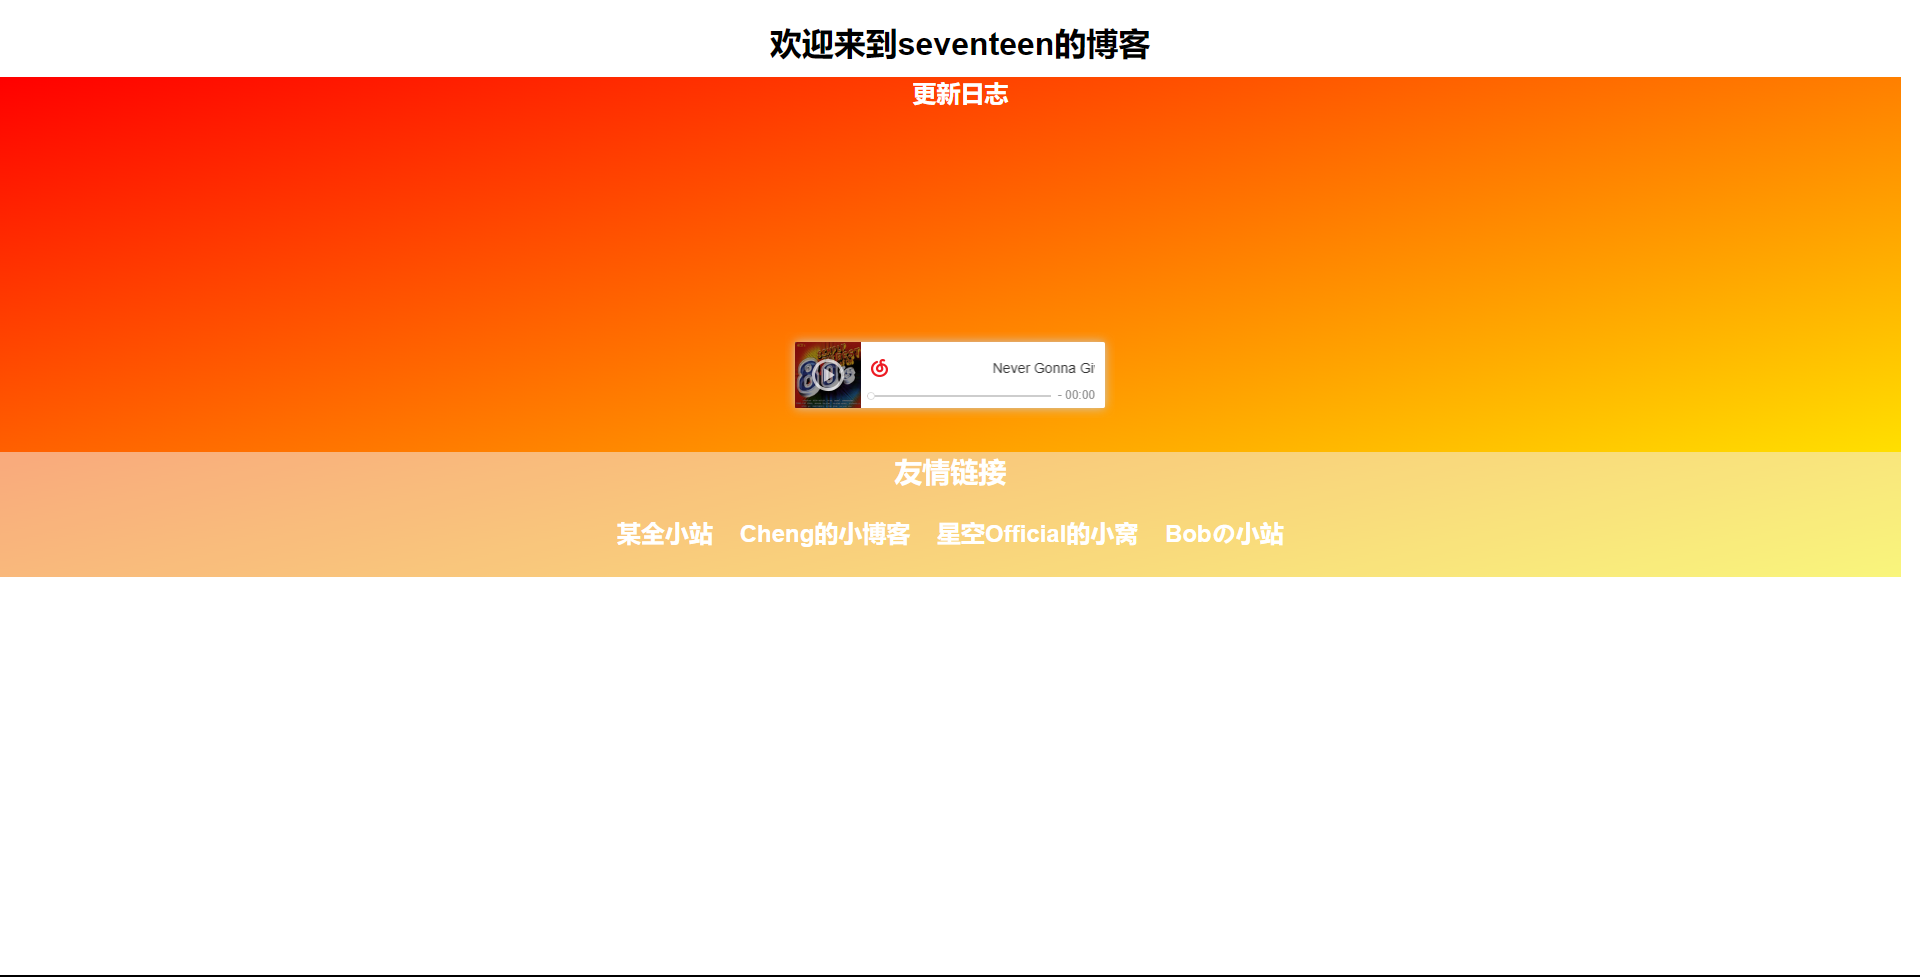 欢迎来到seventeen的博客
更新日志
Never Gonna Gi
- 00:00
友情链接
某全小站 Cheng的小博客 星空Official的小窝 Bobの小站